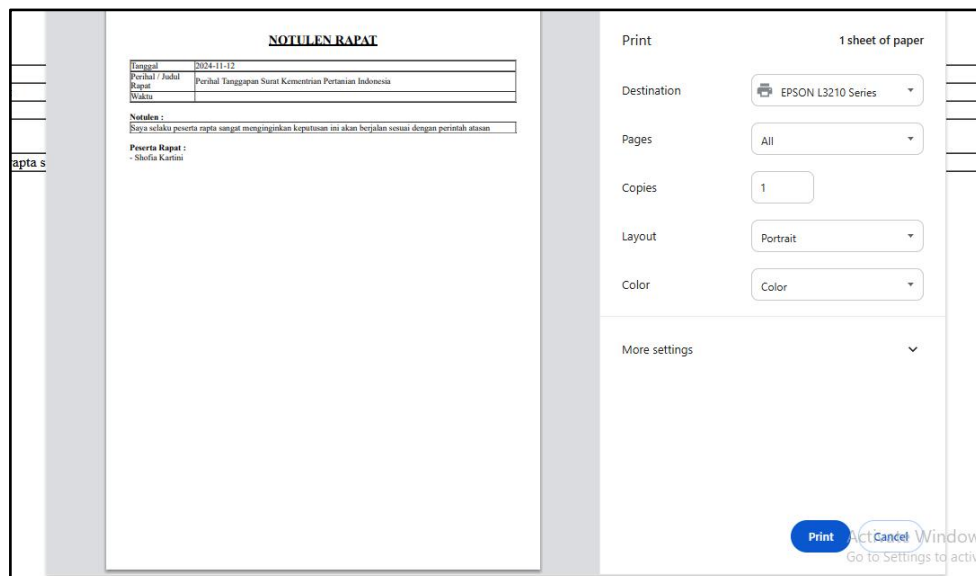 NOTULEN RAPAT
Tanggal 2024-11-12
Perihal / Judul Rapat Perihal Tanggapan Surat Kementrian Pertanian Indonesia
Waktu
Notulen :
Saya selaku peserta rapta sangat menginginkan keputusan ini akan berjalan sesuai dengan perintah atasan
Peserta Rapat :
- Shofia Kartini
apta s
Print 1 sheet of paper
Destination EPSON L3210 Series
Pages All
Copies 1
Layout Portrait
Color Color
More settings
Print Cancel
Activate Window
Go to Settings to activ